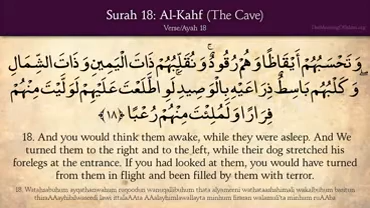 Surah 18: Al-Kahf (The Cave)
Verse/Ayah 18
وَتَحْسَبُهُمْ أَيْقَاظًا وَهُمْ رُقُودٌ ۚ وَنُقَلِّبُهُمْ ذَاتَ الْيَمِينِ وَذَاتَ الشِّمَالِ ۖ
وَكَلْبُهُم بَاسِطٌ ذِرَاعَيْهِ بِالْوَصِيدِ ۚ لَوِ اطَّلَعْتَ عَلَيْهِمْ لَوَلَّيْتَ مِنْهُمْ
فِرَارًا وَلَمُلِئْتَ مِنْهُمْ رُعْبًا ﴿١٨﴾
18. And you would think them awake, while they were asleep. And We
turned them to the right and to the left, while their dog stretched his
forelegs at the entrance. If you had looked at them, you would have turned
from them in flight and been filled by them with terror.